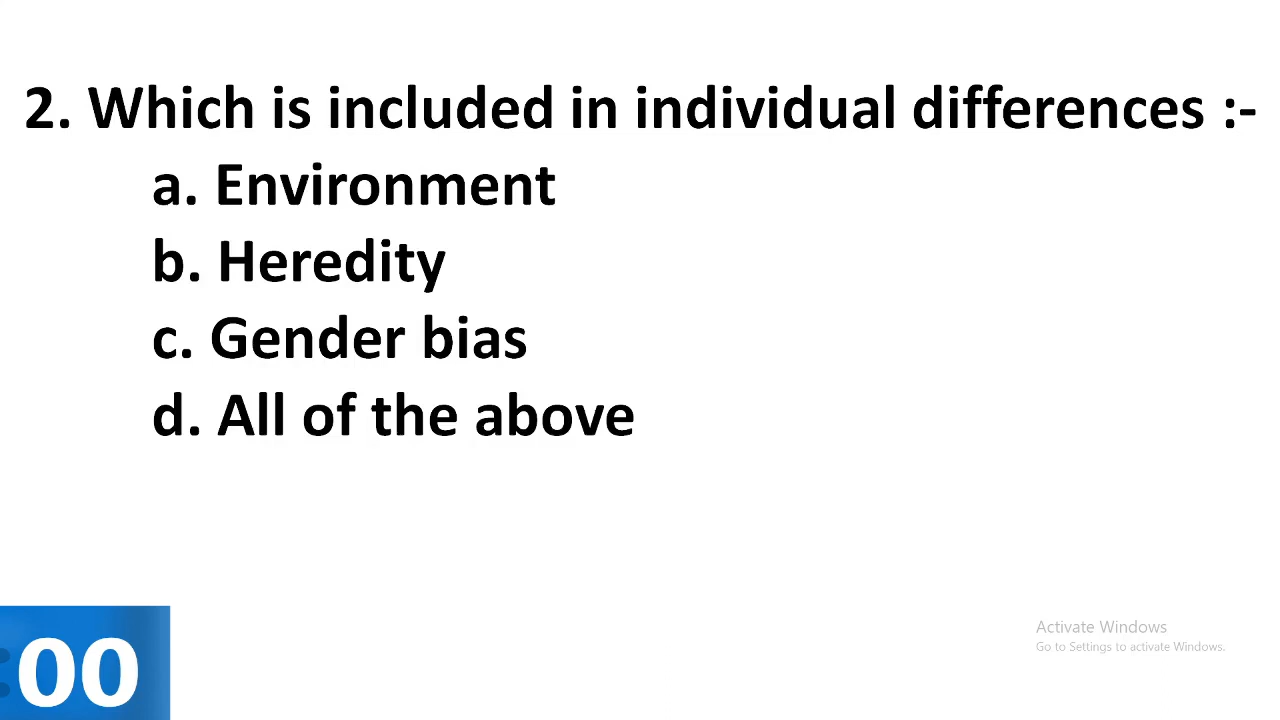 2. Which is included in individual differences :-
a. Environment
b. Heredity
c. Gender bias
d. All of the above
Activate Windows
Go to Settings to activate Windows.
:00